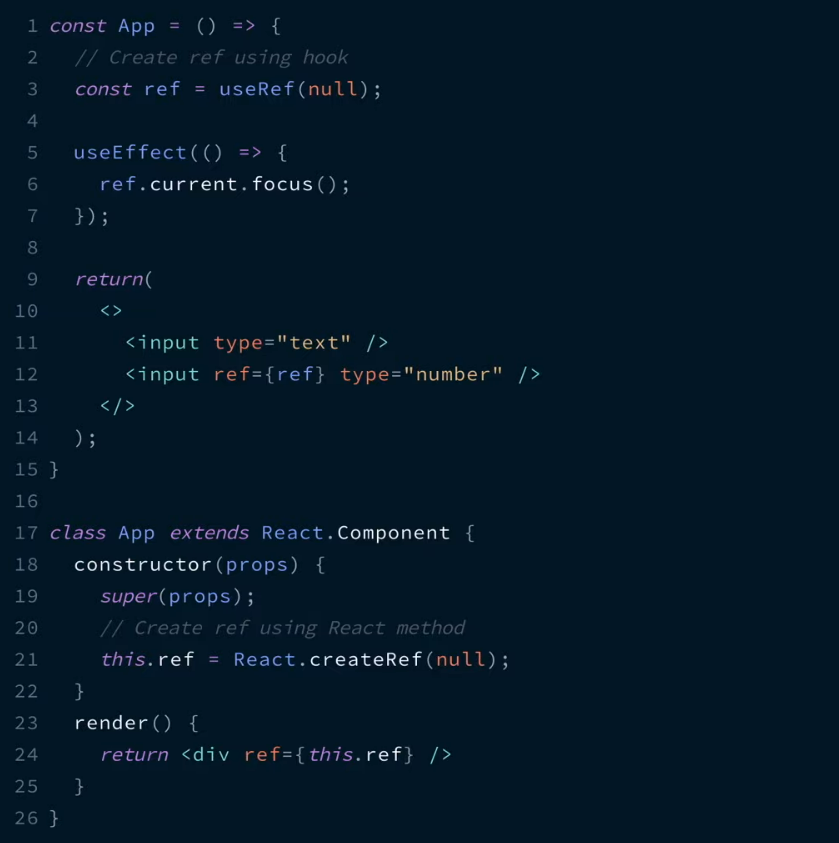 1 const App = () => {
2   // Create ref using hook
3   const ref = useRef(null);
4
5   useEffect(() => {
6     ref.current.focus();
7   });
8
9   return(
10     <>
11       <input type="text" />
12       <input ref={ref} type="number" />
13     </>
14   );
15 }
16
17 class App extends React.Component {
18   constructor(props) {
19     super(props);
20     // Create ref using React method
21     this.ref = React.createRef(null);
22   }
23   render() {
24     return <div ref={this.ref} />
25   }
26 }